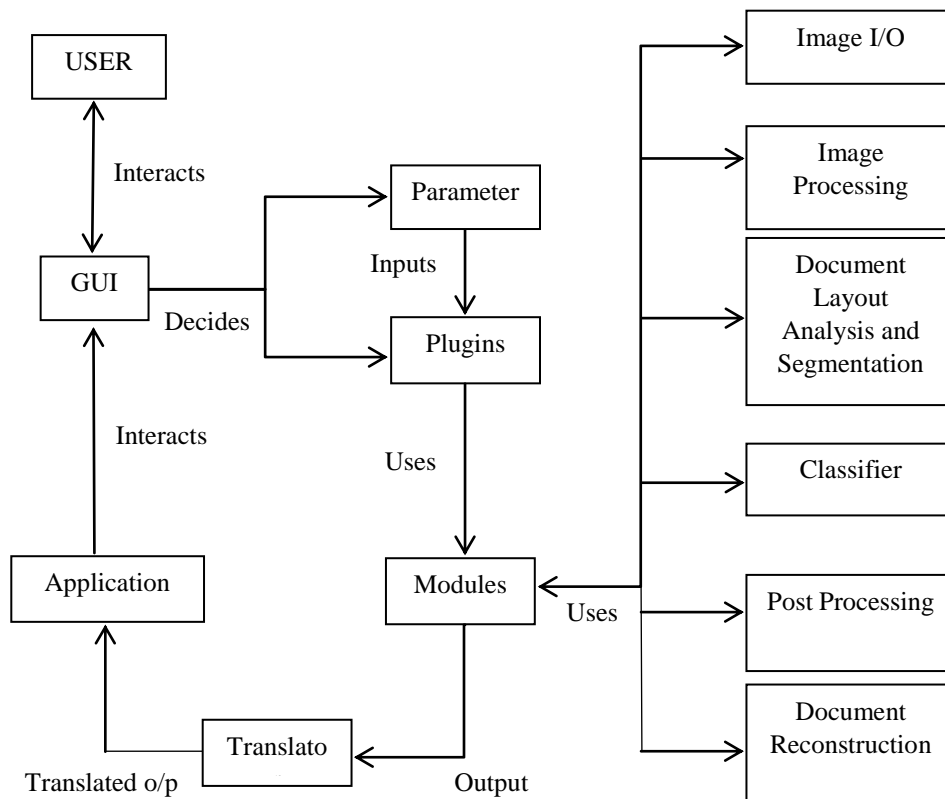 USER
Interacts
GUI
Decides
Parameter
Inputs
Plugins
Uses
Modules
Uses
Interacts
Application
Translated o/p
Translato
Output
Image I/O
Image
Processing
Document
Layout
Analysis and
Segmentation
Classifier
Post Processing
Document
Reconstruction